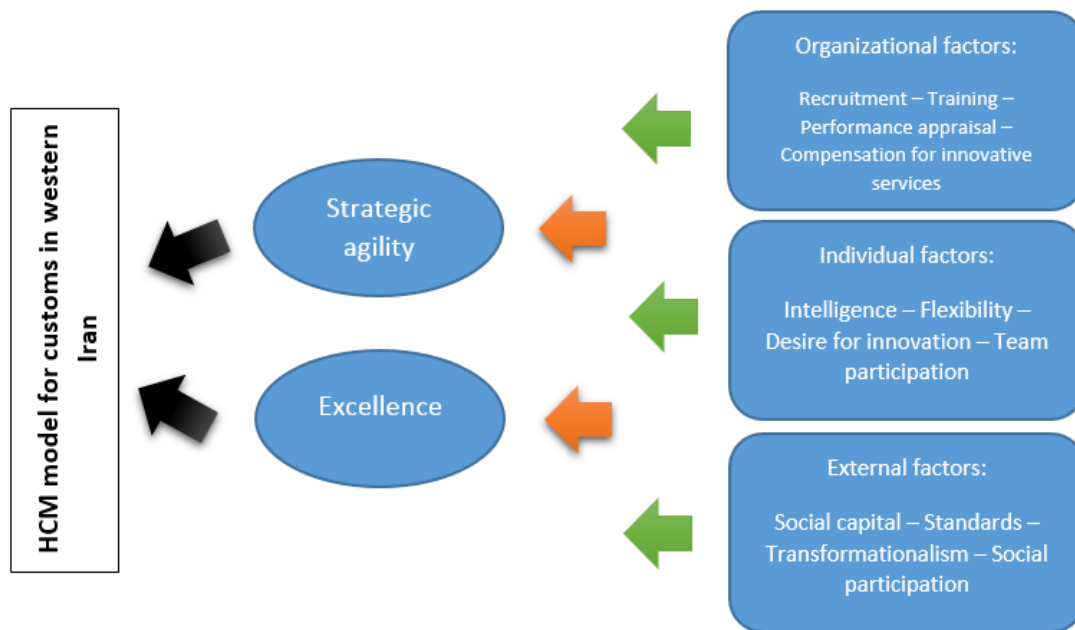 HCM model for customs in western
Iran
Strategic
agility
Excellence
Organizational factors:
Recruitment – Training –
Performance appraisal –
Compensation for innovative
services
Individual factors:
Intelligence – Flexibility –
Desire for innovation – Team
participation
External factors:
Social capital – Standards –
Transformationalism – Social
participation